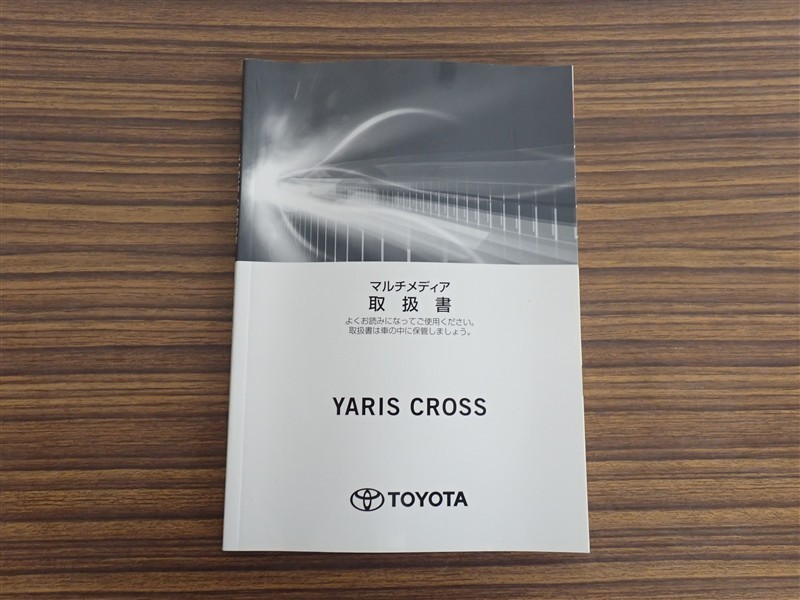 マルチメディア
取扱書
よくお読みになってご使用ください。
取扱書は車の中に保管しましょう。
YARIS CROSS
TOYOTA